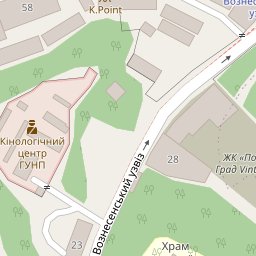 58
K.Point
Вознесенський узвіз
Кінологічний
центр
ГУНП
28
ЖК «По
Град Vint
23
Храм